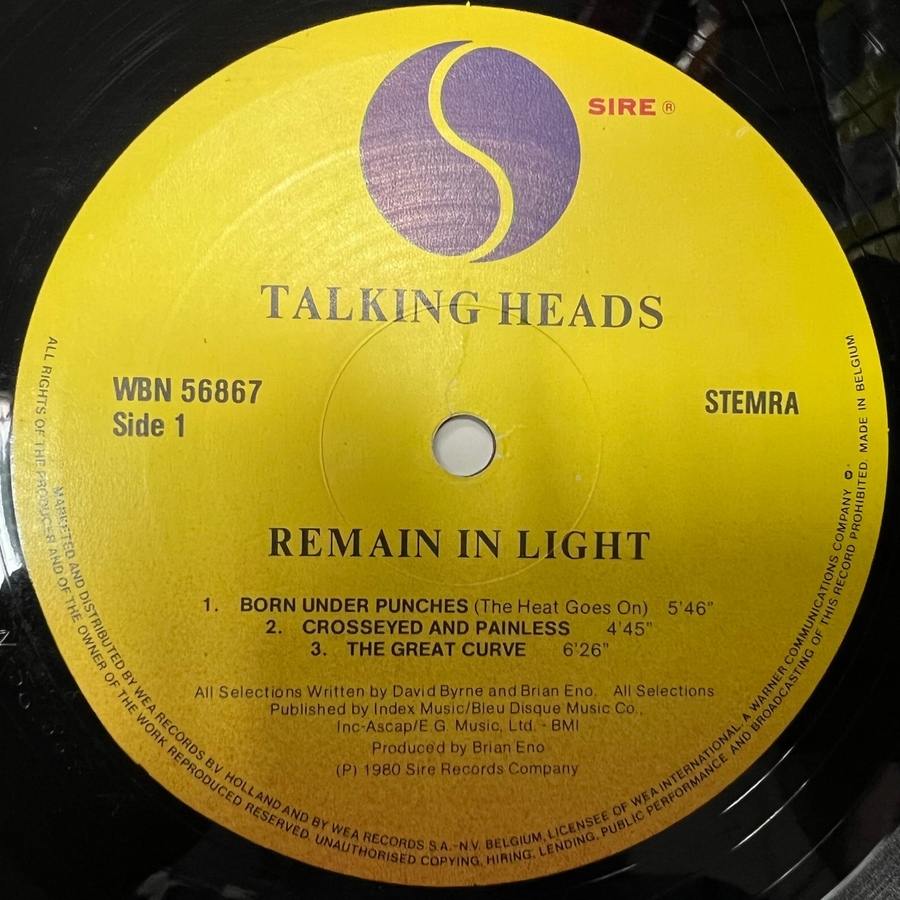 SIRE ®
TALKING HEADS
WBN 56867
Side 1
STEMRA
REMAIN IN LIGHT
1. BORN UNDER PUNCHES (The Heat Goes On) 5'46"
2. CROSSEYED AND PAINLESS 4'45"
3. THE GREAT CURVE 6'26"
All Selections Written by David Byrne and Brian Eno. All Selections
Published by Index Music/Bleu Disque Music Co.,
Inc-Ascap/E.G. Music, Ltd. - BMI
Produced by Brian Eno
(P) 1980 Sire Records Company
MARKETED AND DISTRIBUTED BY WEA RECORDS B.V. HOLLAND AND BY WEA RECORDS S.A.-N.V. BELGIUM, LICENSEE OF WEA INTERNATIONAL, A WARNER COMMUNICATIONS COMPANY
ALL RIGHTS OF THE PRODUCER AND OF THE OWNER OF THE WORK REPRODUCED RESERVED. UNAUTHORISED COPYING, HIRING, LENDING, PUBLIC PERFORMANCE AND BROADCASTING OF THIS RECORD PROHIBITED. MADE IN BELGIUM